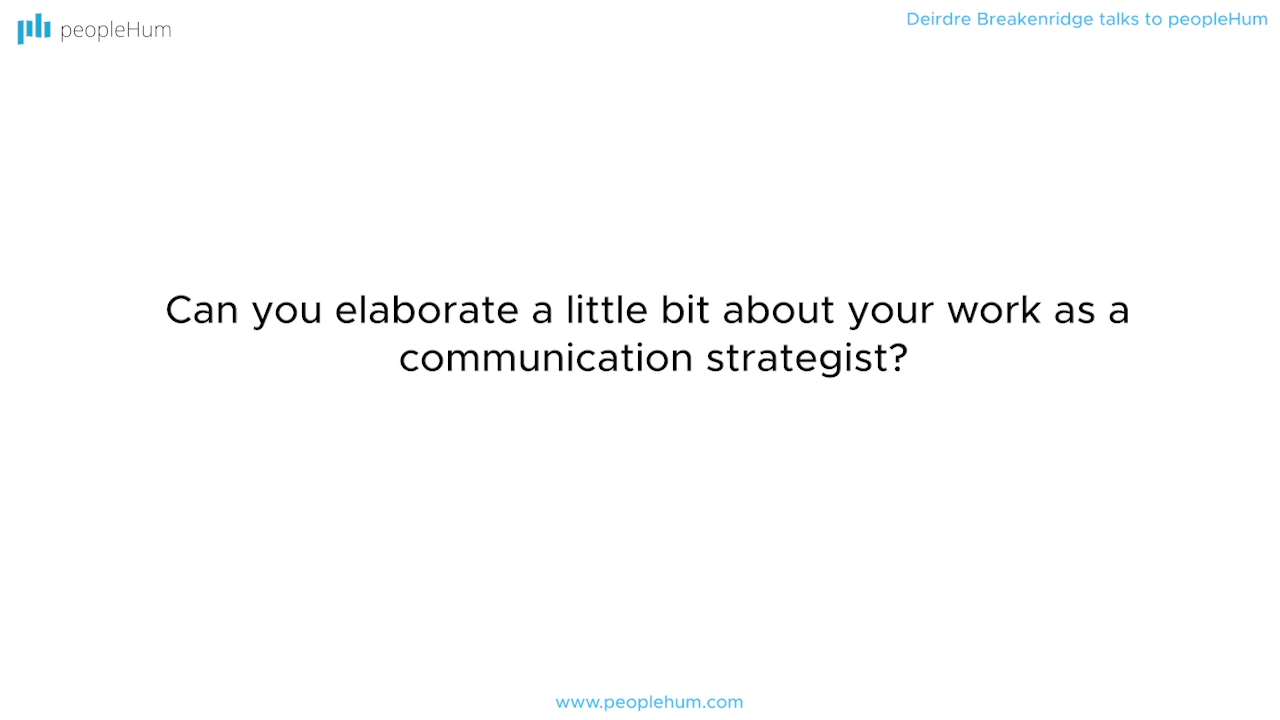 peopleHum
Deirdre Breakenridge talks to peopleHum
Can you elaborate a little bit about your work as a
communication strategist?
www.peoplehum.com